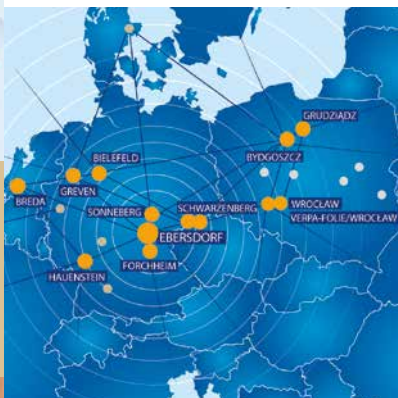 GRUDZIĄDZ
BYDGOSZCZ
BIELEFELD
GREVEN
BREDA
SONNEBERG
SCHWARZENBERG
WROCŁAW
VERPA-FOLIE/WROCŁAW
EBERSDORF
FORCHHEIM
HAUENSTEIN